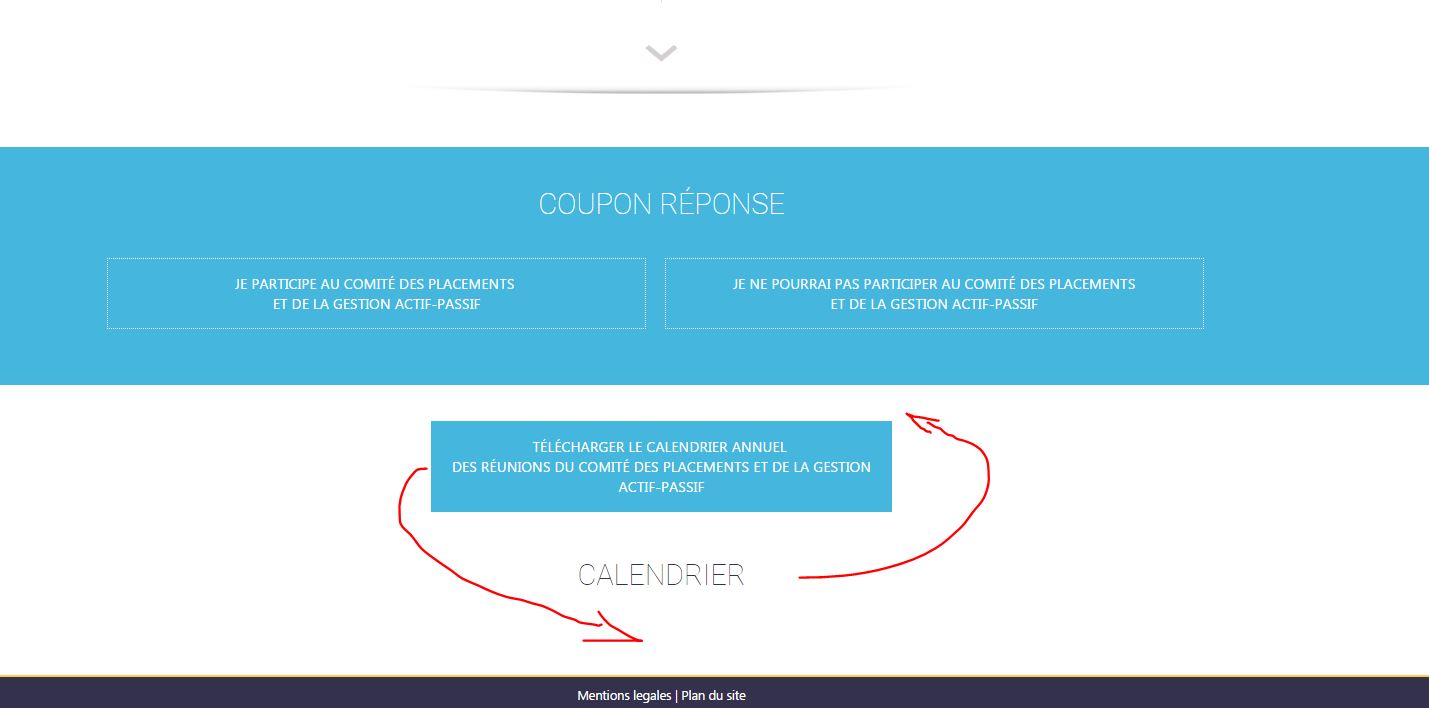 COUPON RÉPONSE
JE PARTICIPE AU COMITÉ DES PLACEMENTS
ET DE LA GESTION ACTIF-PASSIF
JE NE POURRAI PAS PARTICIPER AU COMITÉ DES PLACEMENTS
ET DE LA GESTION ACTIF-PASSIF
TÉLÉCHARGER LE CALENDRIER ANNUEL
DES RÉUNIONS DU COMITÉ DES PLACEMENTS ET DE LA GESTION
ACTIF-PASSIF
CALENDRIER
Mentions legales | Plan du site